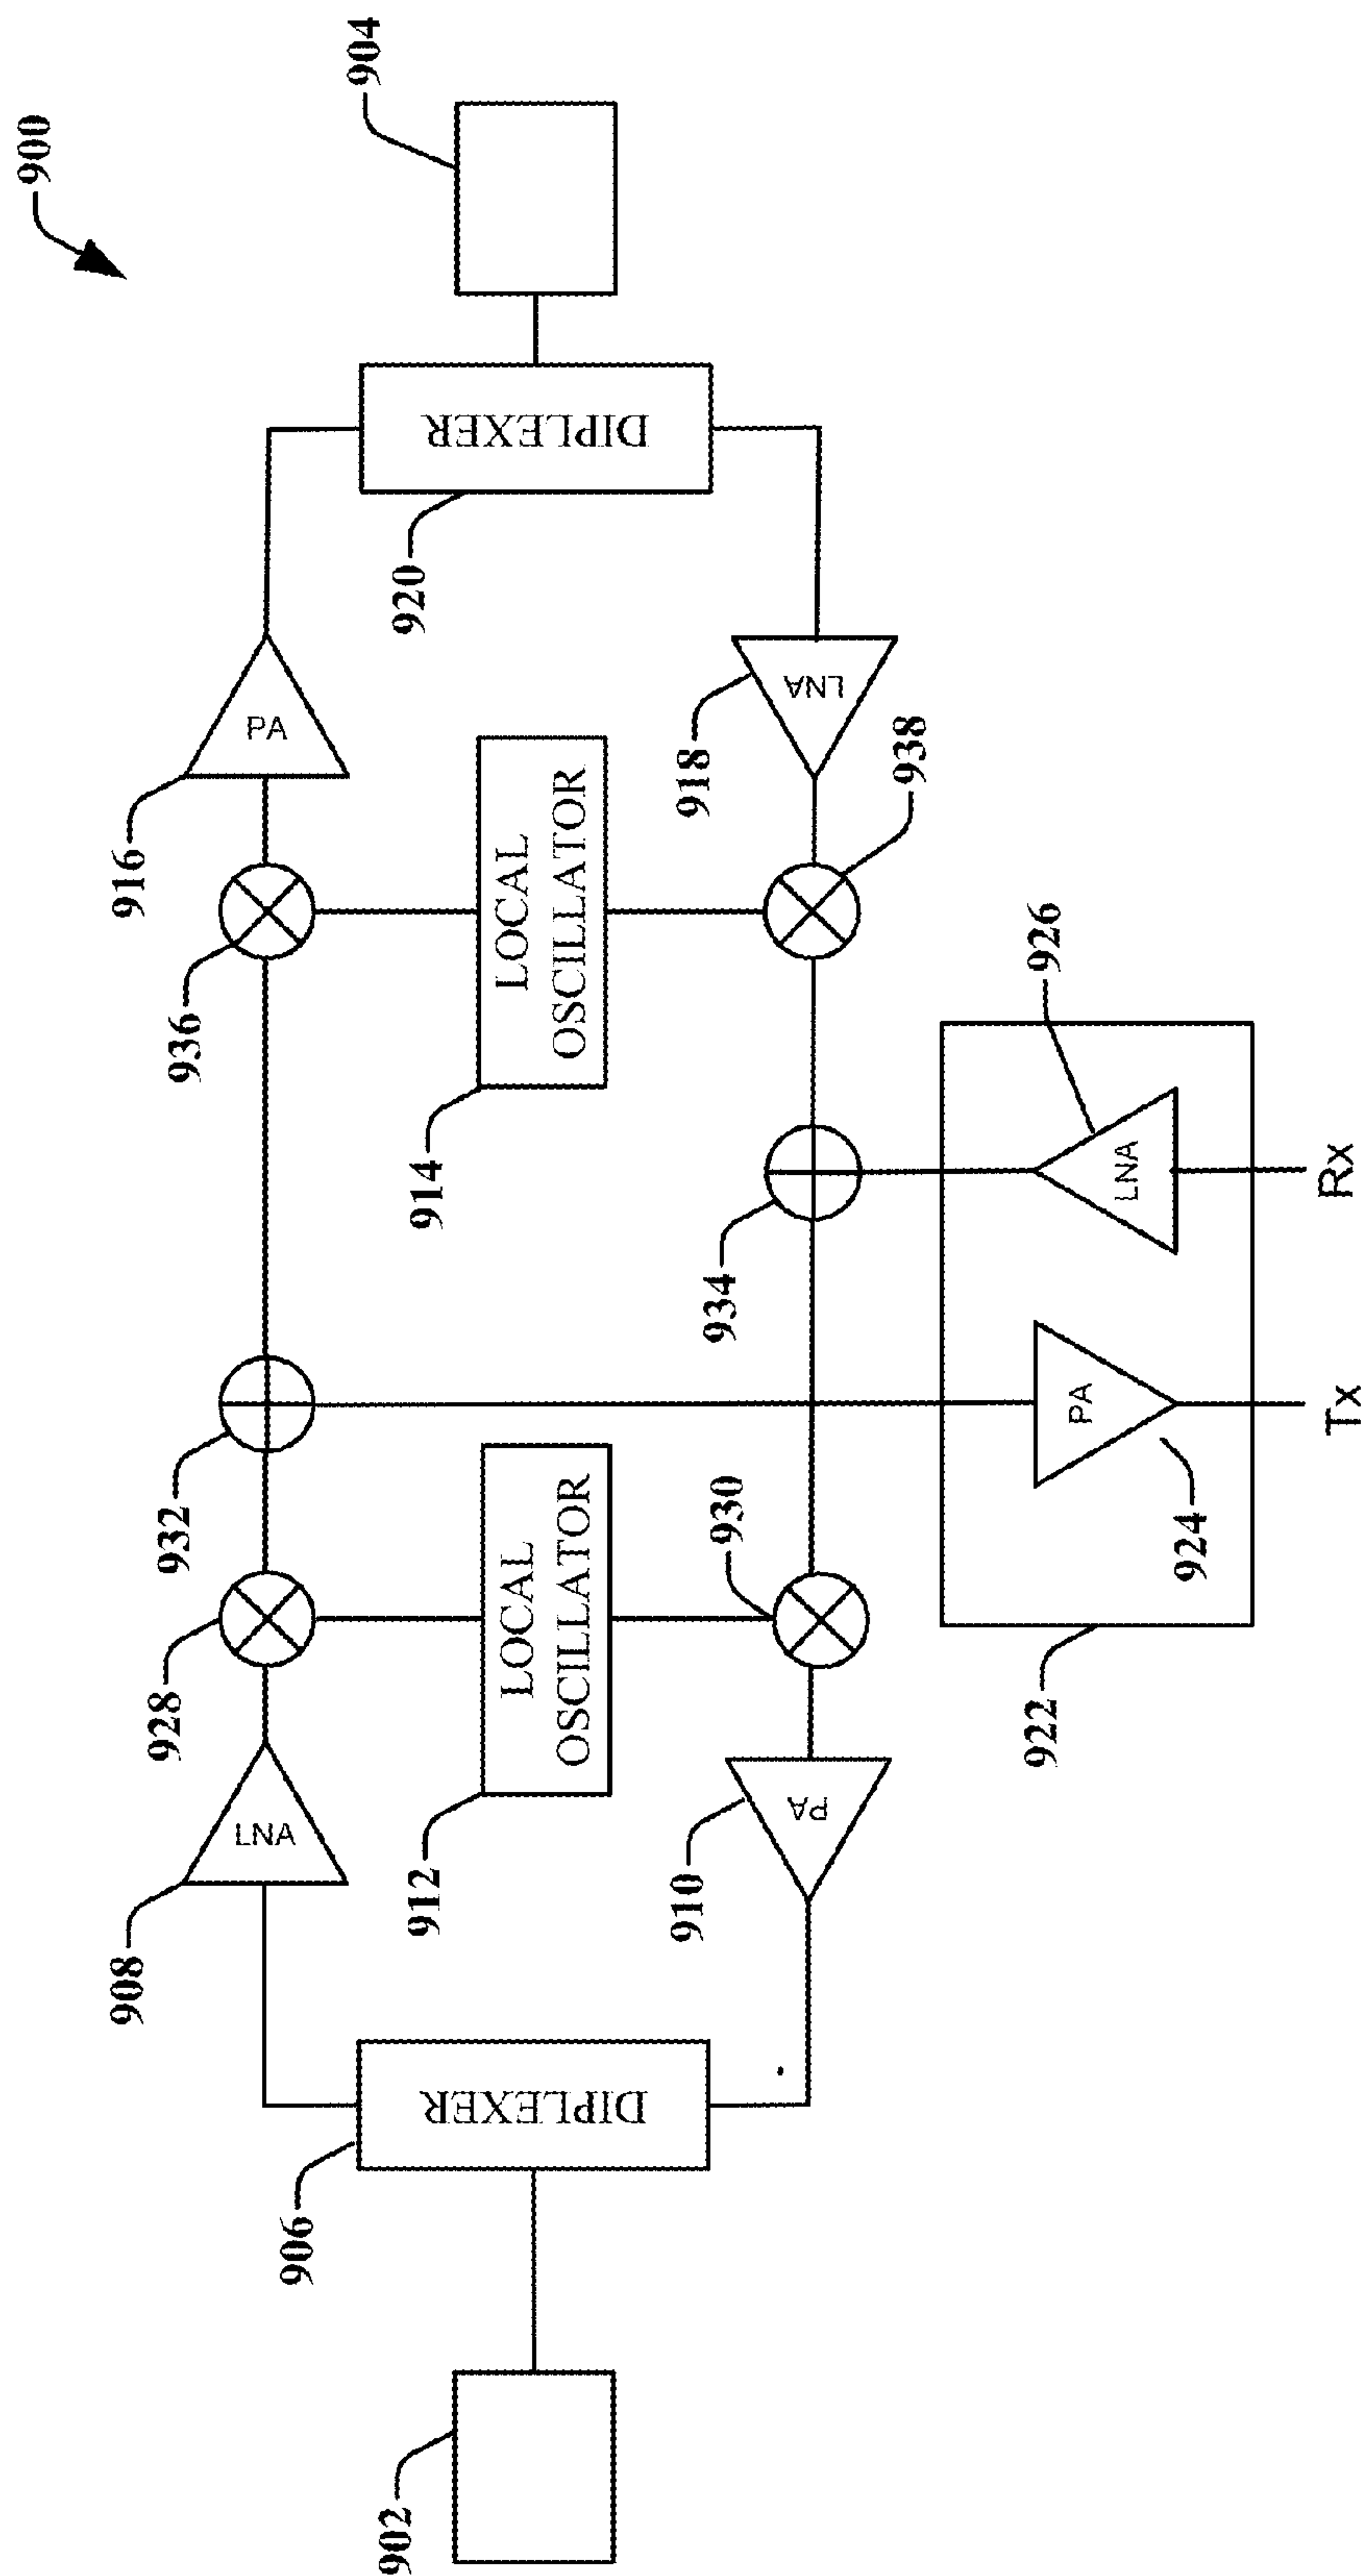 900
904
916
PA
936
920
DIPLEXER
LOCAL
OSCILLATOR
914
918
LNA
938
932
928
908
LNA
LOCAL
OSCILLATOR
912
934
930
910
PA
906
DIPLEXER
902
926
LNA
PA
924
922
Rx
Tx